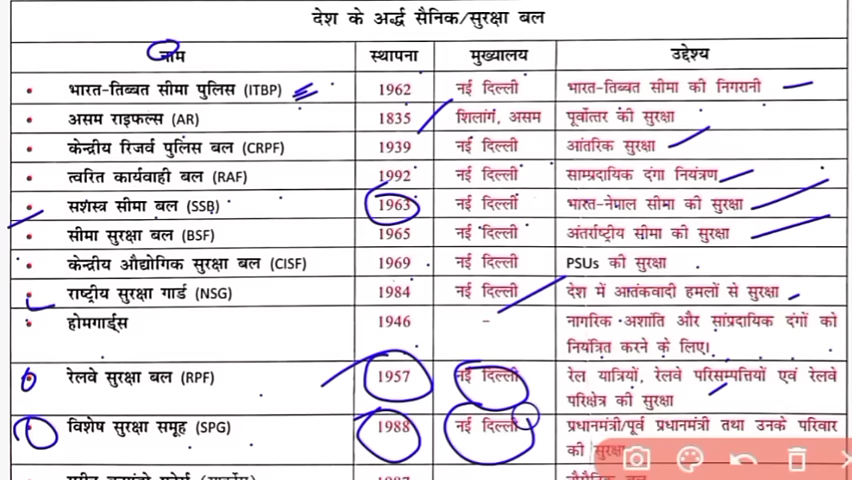 देश के अर्द्ध सैनिक/सुरक्षा बल
नाम स्थापना मुख्यालय उद्देश्य
भारत-तिब्बत सीमा पुलिस (ITBP) 1962 नई दिल्ली भारत-तिब्बत सीमा की निगरानी
असम राइफल्स (AR) 1835 शिलांग, असम पूर्वोत्तर की सुरक्षा
केन्द्रीय रिजर्व पुलिस बल (CRPF) 1939 नई दिल्ली आंतरिक सुरक्षा
त्वरित कार्यवाही बल (RAF) 1992 नई दिल्ली साम्प्रदायिक दंगा नियंत्रण
सशस्त्र सीमा बल (SSB) 1963 नई दिल्ली भारत-नेपाल सीमा की सुरक्षा
सीमा सुरक्षा बल (BSF) 1965 नई दिल्ली अंतर्राष्ट्रीय सीमा की सुरक्षा
केन्द्रीय औद्योगिक सुरक्षा बल (CISF) 1969 नई दिल्ली PSUs की सुरक्षा
राष्ट्रीय सुरक्षा गार्ड (NSG) 1984 नई दिल्ली देश में आतंकवादी हमलों से सुरक्षा
होमगार्ड्स 1946 – नागरिक अशांति और सांप्रदायिक दंगों को
नियंत्रित करने के लिए।
रेलवे सुरक्षा बल (RPF) 1957 नई दिल्ली रेल यात्रियों, रेलवे परिसम्पत्तियों एवं रेलवे
परिक्षेत्र की सुरक्षा
विशेष सुरक्षा समूह (SPG) 1988 नई दिल्ली प्रधानमंत्री/पूर्व प्रधानमंत्री तथा उनके परिवार
की सुरक्षा